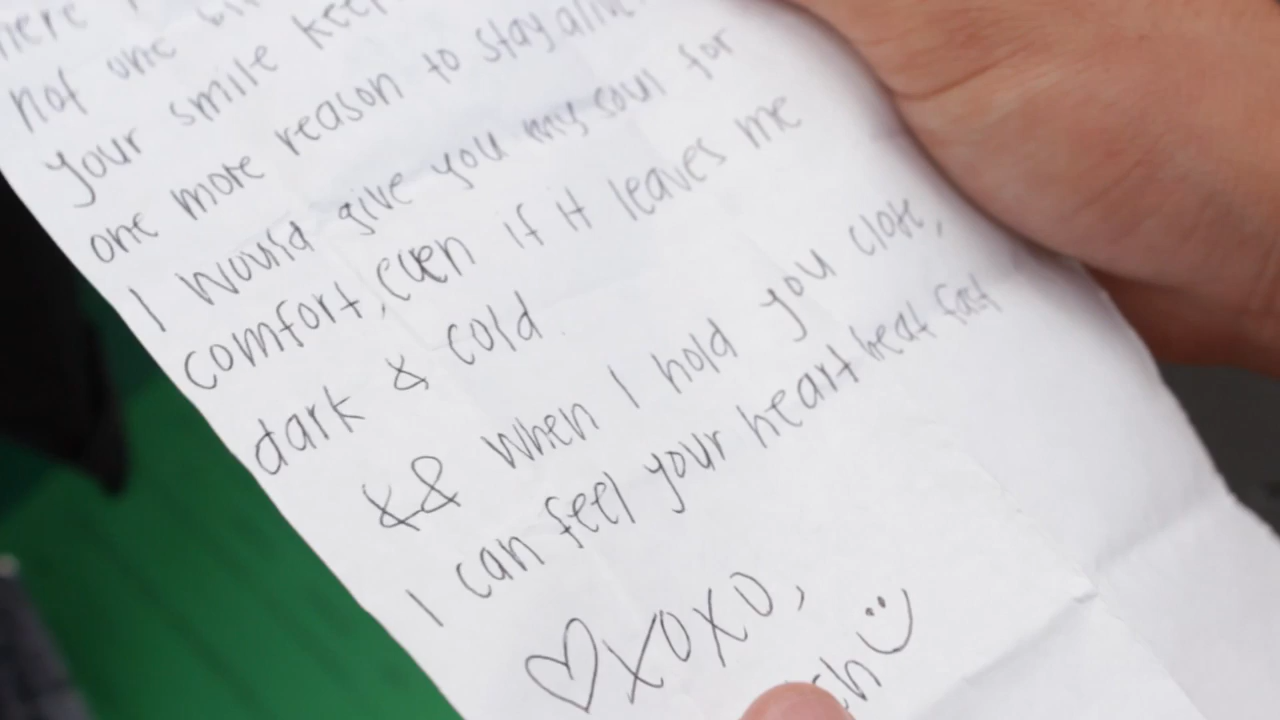 not one
your smile keep
one more reason to stay alive
I would give you my soul for
comfort, even if it leaves me
dark & cold
&& when I hold you close,
I can feel your heart beat fast
♡xoxo,
ch :)